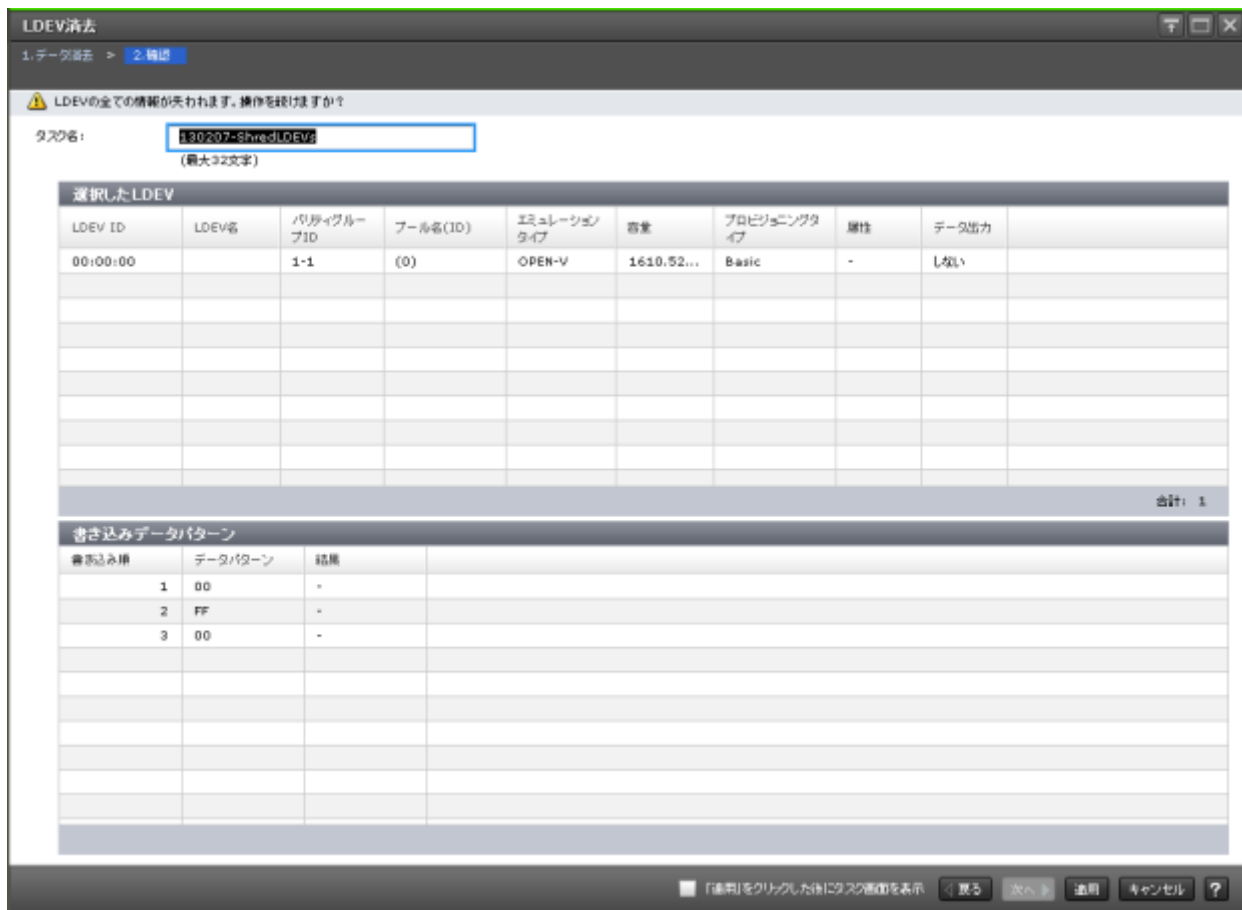 LDEV消去
1.データ消去 > 2.確認
LDEVの全ての情報が失われます。操作を続けますか?
タスク名: 130207-ShredLDEVs
(最大32文字)
選択したLDEV
LDEV ID LDEV名 パリティグループID プール名(ID) エミュレーションタイプ 容量 プロビジョニングタイプ 属性 データ出力
00:00:00 1-1 (0) OPEN-V 1610.52... Basic - しない
合計: 1
書き込みデータパターン
書き込み順 データパターン 結果
1 00 -
2 FF -
3 00 -
「適用」をクリックした後にタスク画面を表示 戻る 次へ 適用 キャンセル ?